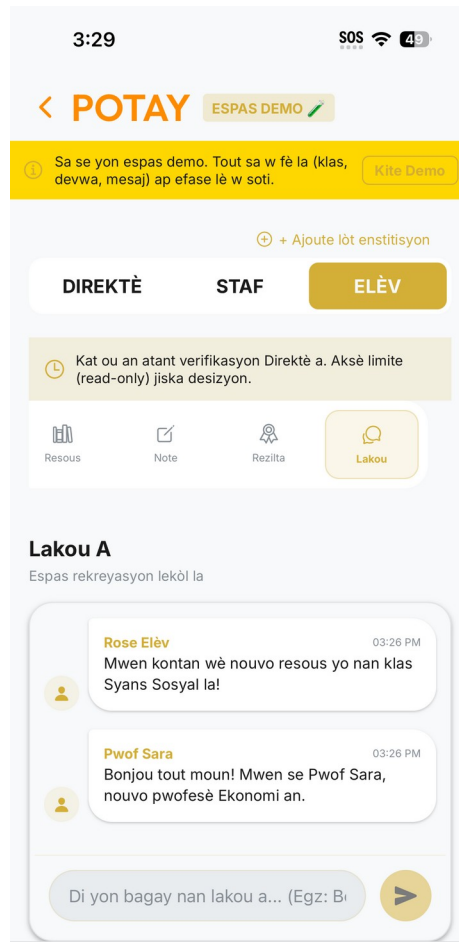 3:29
SOS
49
POTAY
ESPAS DEMO
Sa se yon espas demo. Tout sa w fè la (klas,
devwa, mesaj) ap efase lè w soti.
Kite Demo
+ Ajoute lòt enstitisyon
DIREKTÈ
STAF
ELÈV
Kat ou an atant verifikasyon Direktè a. Aksè limite
(read-only) jiska desizyon.
Resous
Note
Rezilta
Lakou
Lakou A
Espas rekreyasyon lekòl la
Rose Elèv
03:26 PM
Mwen kontan wè nouvo resous yo nan klas
Syans Sosyal la!
Pwof Sara
03:26 PM
Bonjou tout moun! Mwen se Pwof Sara,
nouvo pwofesè Ekonomi an.
Di yon bagay nan lakou a... (Egz: